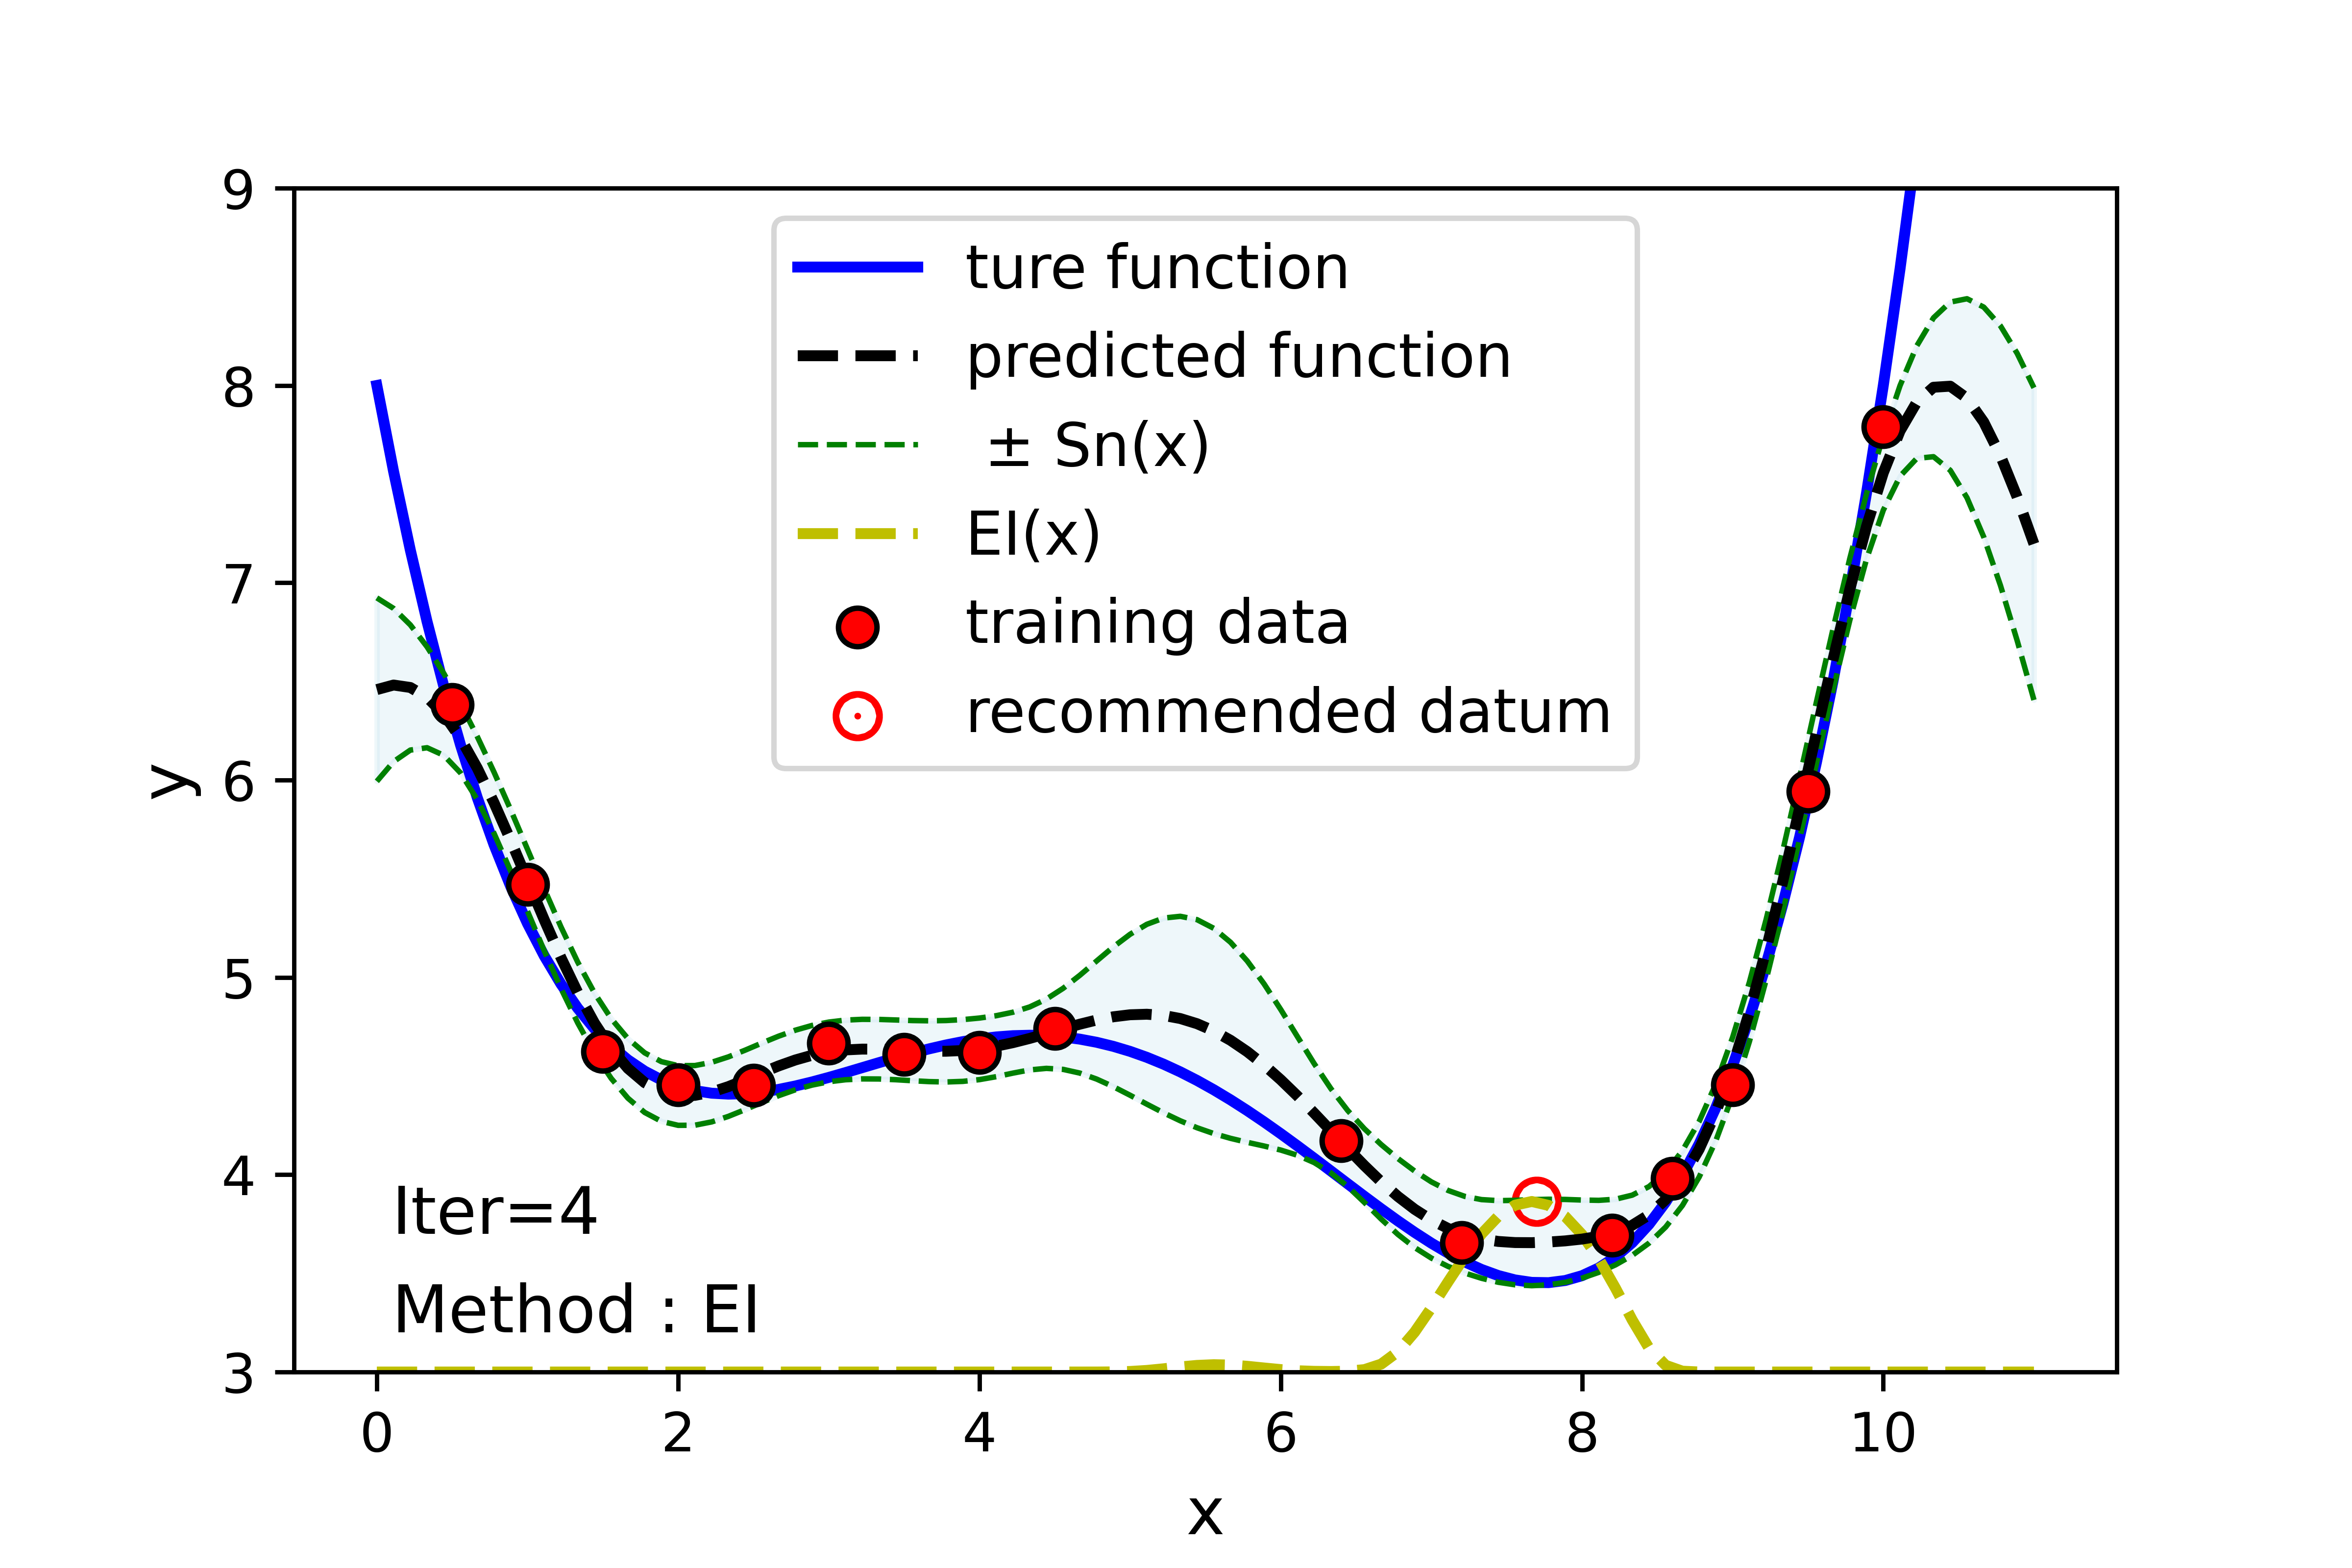 9
8
7
6
5
4
3
y
ture function
predicted function
± Sn(x)
EI(x)
training data
recommended datum
Iter=4
Method : EI
0 2 4 6 8 10
x